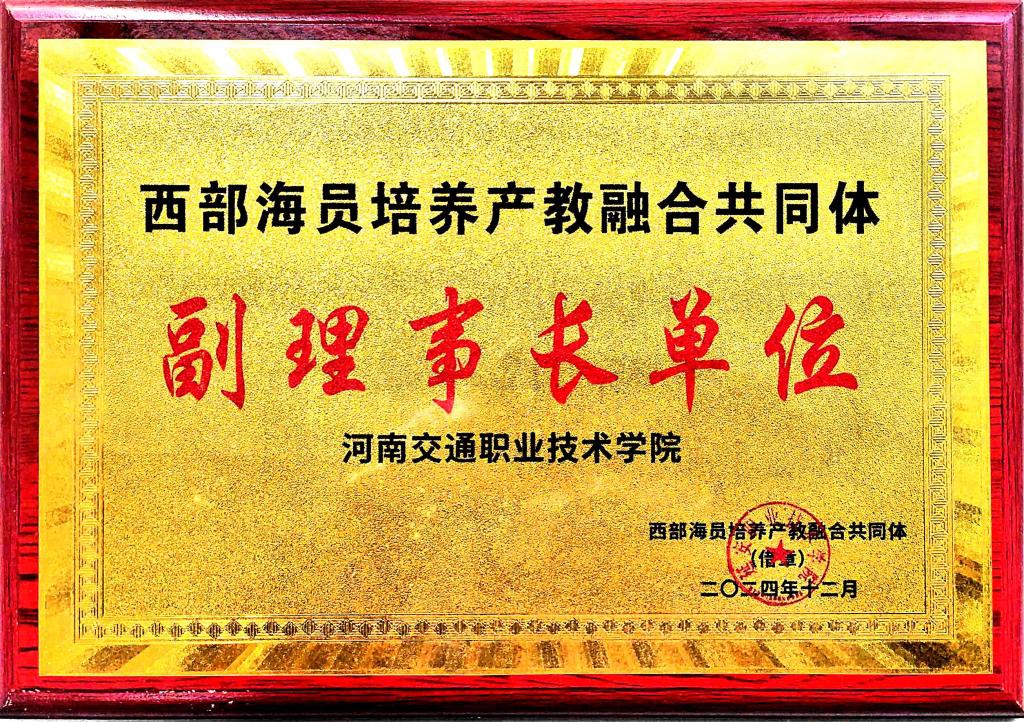 西部海员培养产教融合共同体
副理事长单位
河南交通职业技术学院
西部海员培养产教融合共同体
(借章)
二〇二四年十二月